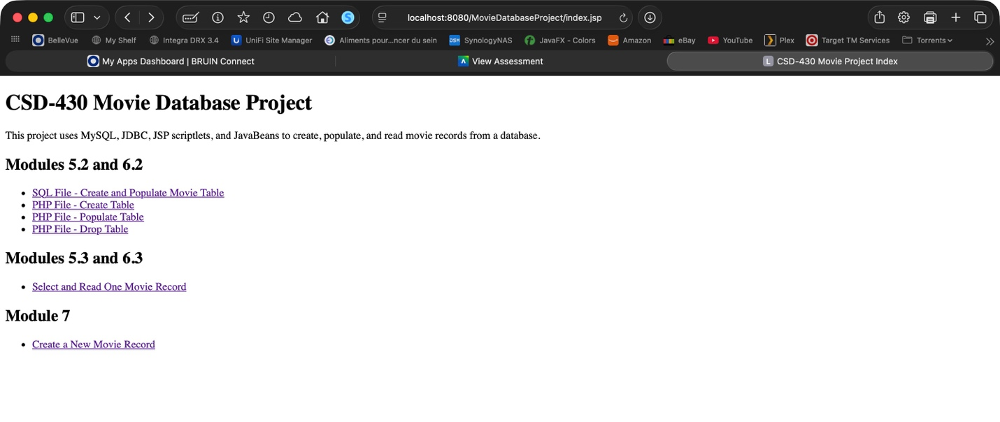 localhost:8080/MovieDatabaseProject/index.jsp
BelleVue My Shelf Integra DRX 3.4 UniFi Site Manager Aliments pour...ncer du sein SynologyNAS JavaFX - Colors Amazon eBay YouTube Plex Target TM Services Torrents
My Apps Dashboard | BRUIN Connect View Assessment L CSD-430 Movie Project Index
CSD-430 Movie Database Project
This project uses MySQL, JDBC, JSP scriptlets, and JavaBeans to create, populate, and read movie records from a database.
Modules 5.2 and 6.2
SQL File - Create and Populate Movie Table
PHP File - Create Table
PHP File - Populate Table
PHP File - Drop Table
Modules 5.3 and 6.3
Select and Read One Movie Record
Module 7
Create a New Movie Record